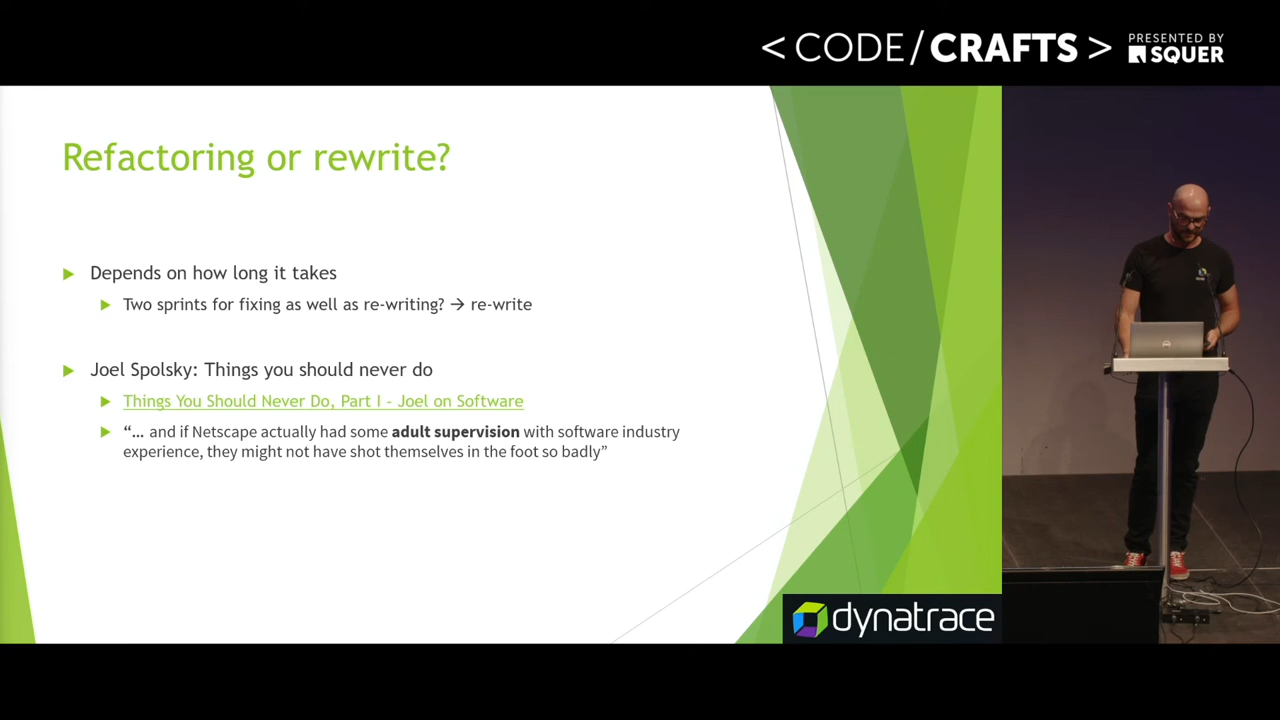 < CODE/CRAFTS >
PRESENTED BY
SQUER
Refactoring or rewrite?
Depends on how long it takes
Two sprints for fixing as well as re-writing? → re-write
Joel Spolsky: Things you should never do
Things You Should Never Do, Part I – Joel on Software
“... and if Netscape actually had some adult supervision with software industry
experience, they might not have shot themselves in the foot so badly”
dynatrace